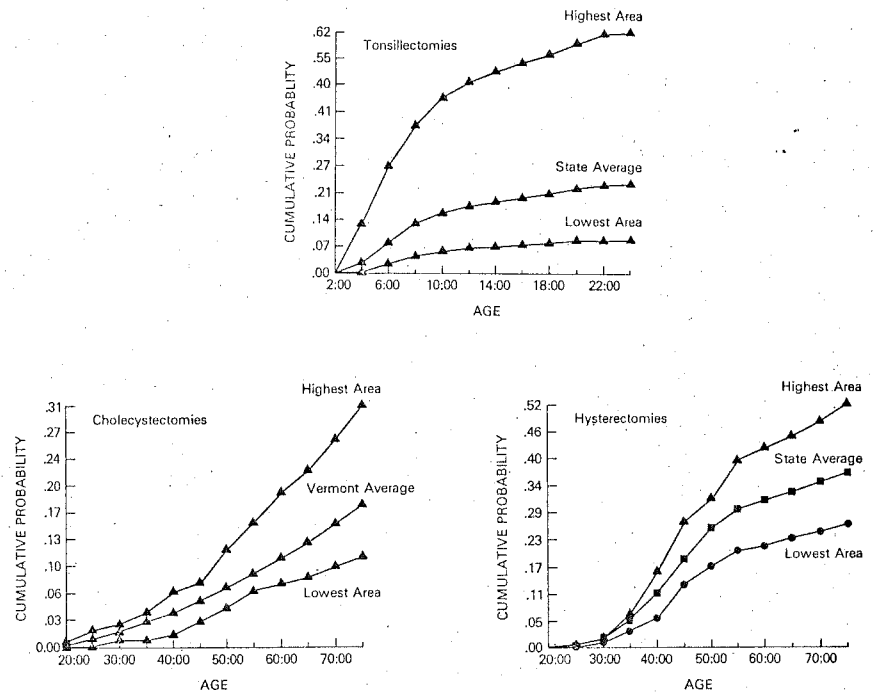 Highest Area
Tonsillectomies
.62
.55
.40
.41
.34
.27
.21
.14
.07
.00
CUMULATIVE PROBABLITY
State Average
Lowest Area
2:00 6:00 10:00 14:00 18:00 22:00
AGE
Highest Area
Cholecystectomies
.31
.27
.24
.20
.17
.13
.10
.06
.03
0.00
CUMULATIVE PROBABILITY
Vermont Average
Lowest Area
20:00 30:00 40:00 50:00 60:00 70:00
AGE
Highest Area
Hysterectomies
.52
.46
.40
.34
.29
.23
.17
.11
.05
.00
CUMULATIVE PROBABILITY
State Average
Lowest Area
20:00 30:00 40:00 50:00 60:00 70:00
AGE